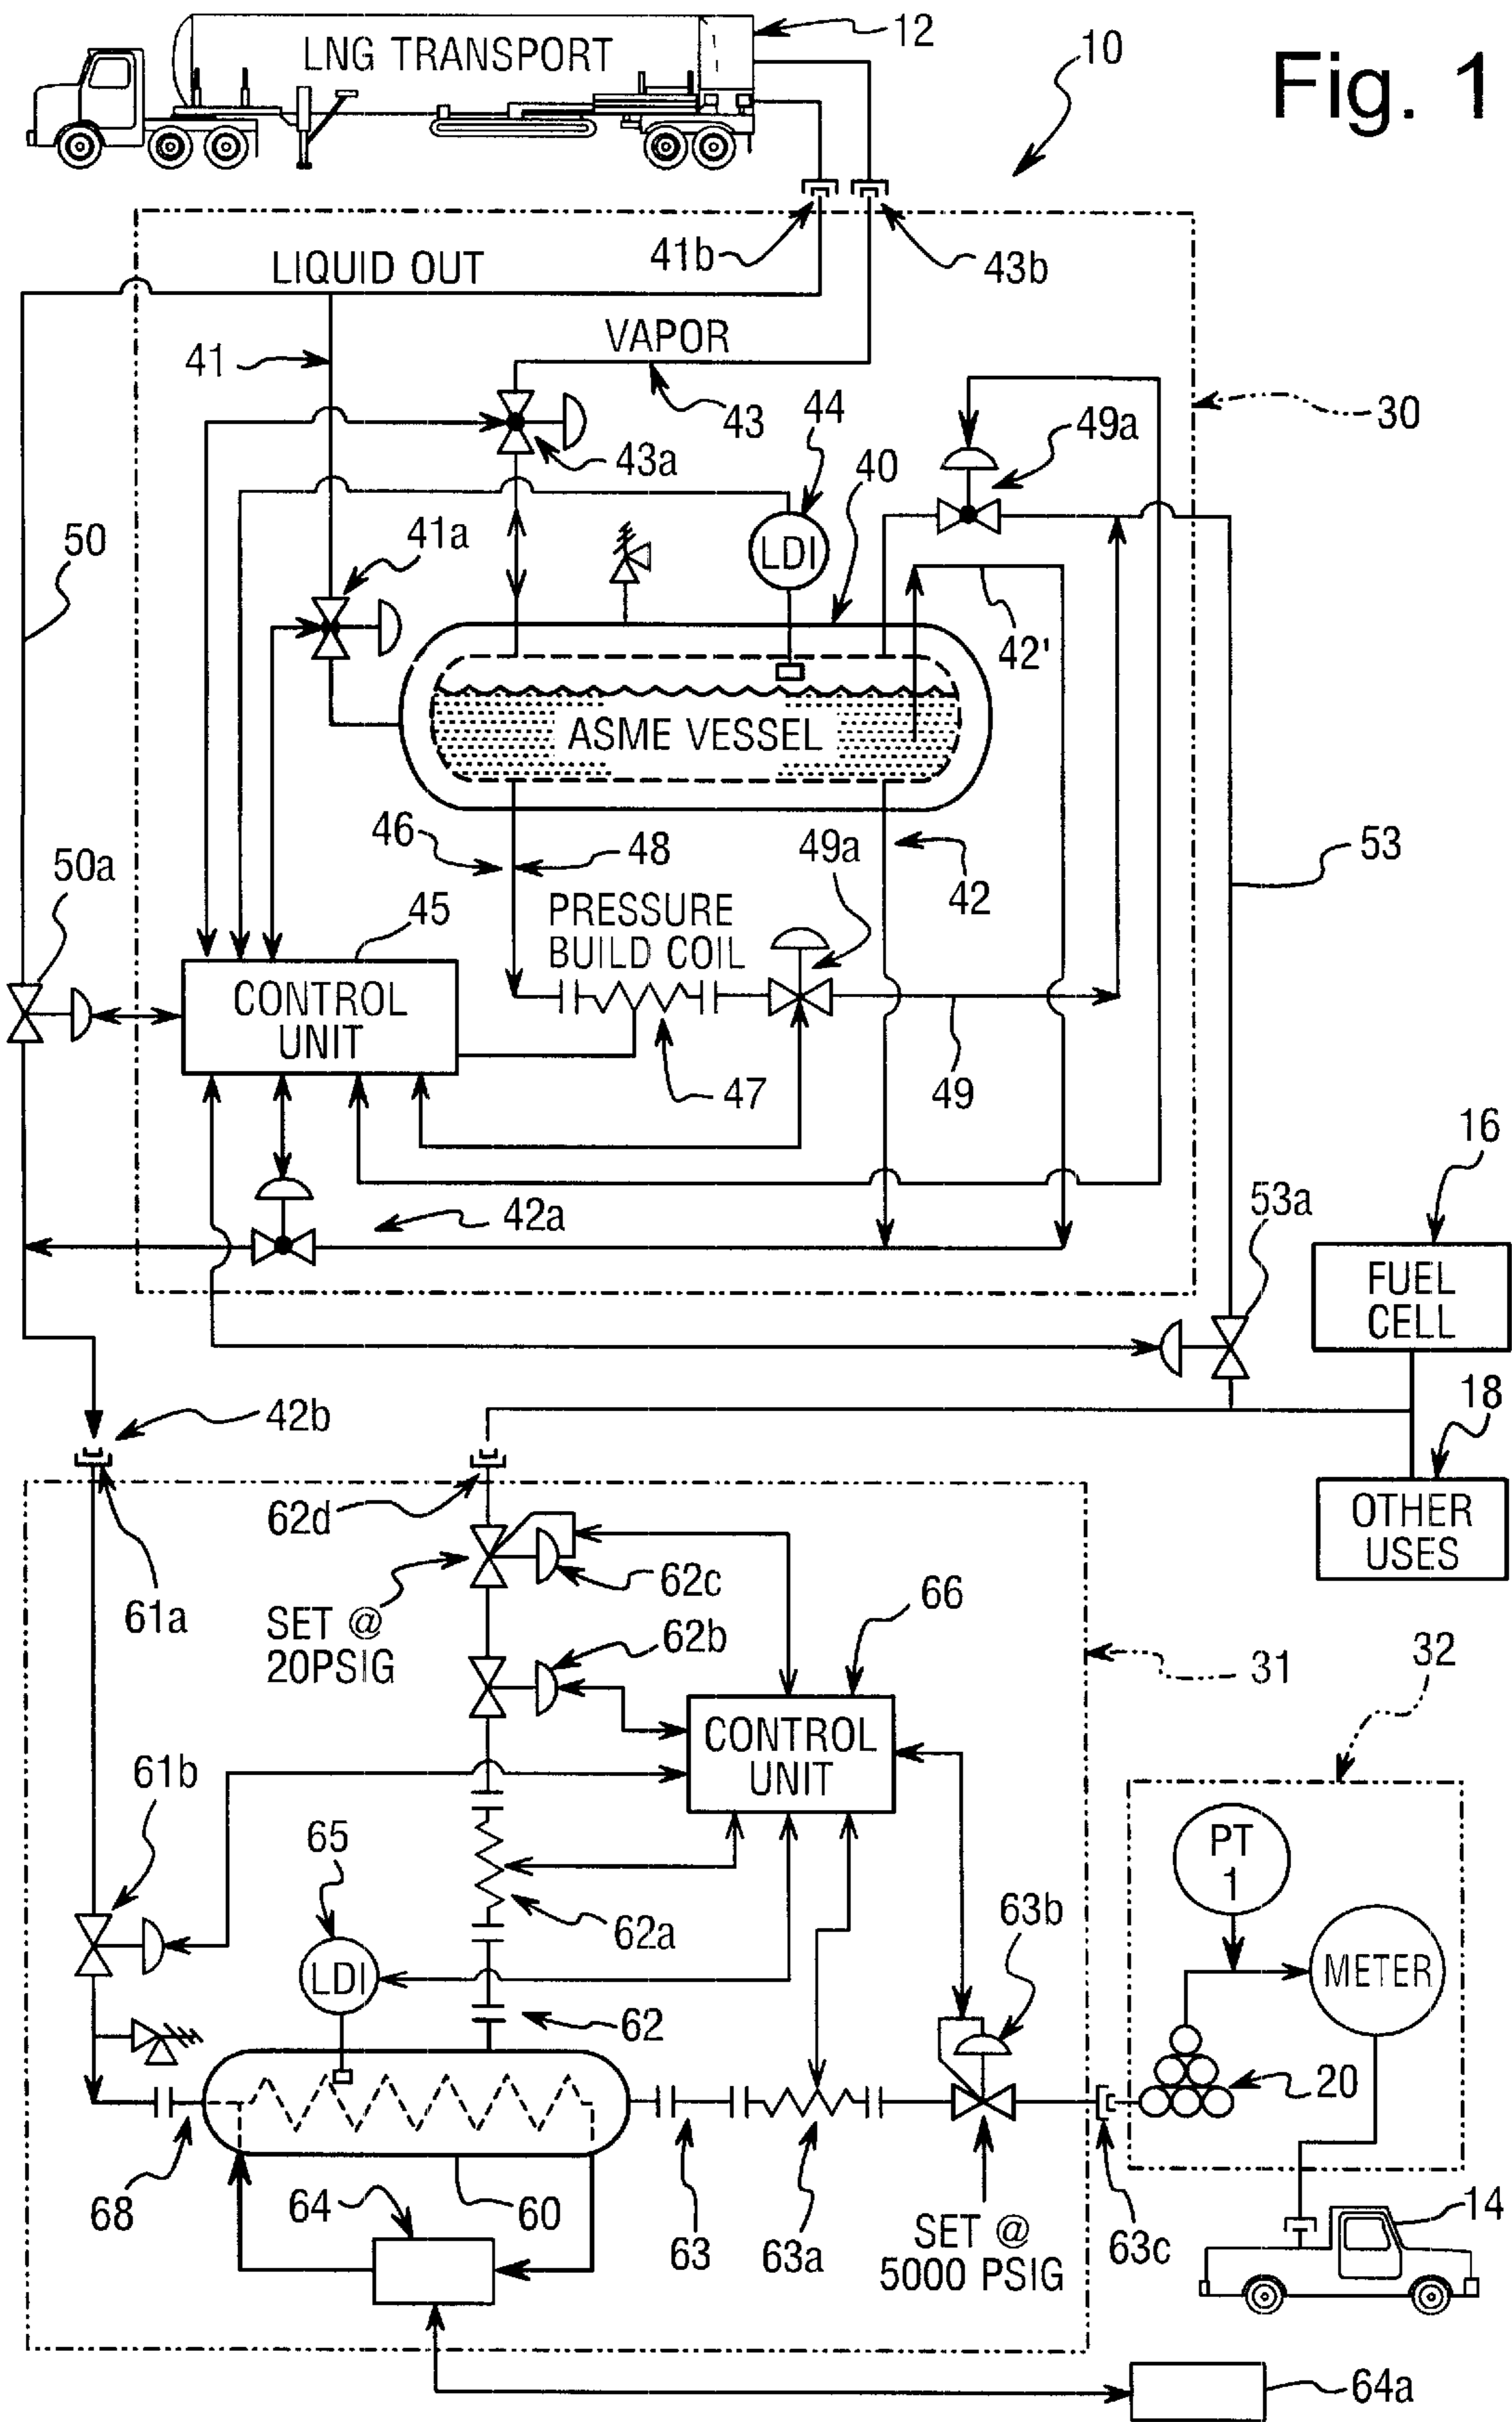 Fig. 1
LNG TRANSPORT
12
10
41b
43b
LIQUID OUT
VAPOR
41
43
44
30
43a
40
49a
50
41a
LDI
42'
ASME VESSEL
46
48
49a
42
53
50a
45
PRESSURE
BUILD COIL
CONTROL
UNIT
47
49
16
42a
53a
FUEL
CELL
42b
18
62d
OTHER
USES
61a
62c
66
SET @
20PSIG
62b
31
32
CONTROL
UNIT
61b
65
PT
1
62a
63b
LDI
METER
62
20
68
64
60
63
63a
SET @
5000 PSIG
63c
14
64a